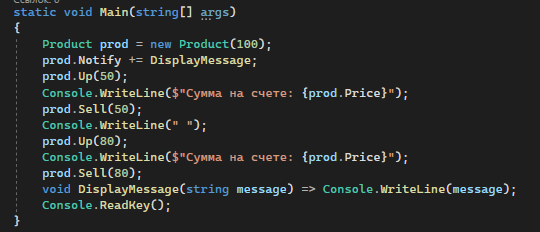 Ссылок: 0
static void Main(string[] args)
{
Product prod = new Product(100);
prod.Notify += DisplayMessage;
prod.Up(50);
Console.WriteLine($"Сумма на счете: {prod.Price}");
prod.Sell(50);
Console.WriteLine(" ");
prod.Up(80);
Console.WriteLine($"Сумма на счете: {prod.Price}");
prod.Sell(80);
void DisplayMessage(string message) => Console.WriteLine(message);
Console.ReadKey();
}